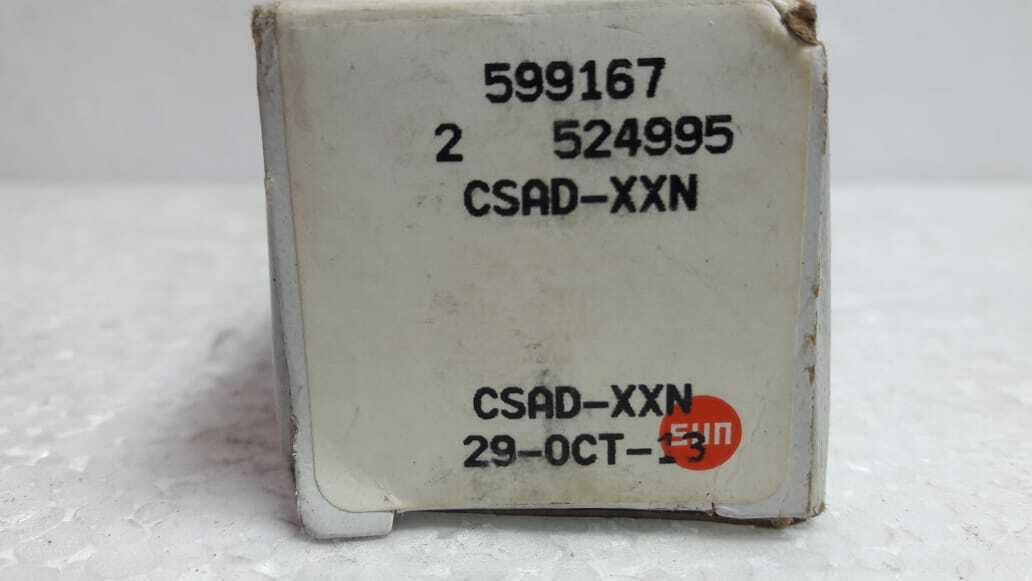 599167
2 524995
CSAD-XXN
CSAD-XXN
29-OCT-13
sun